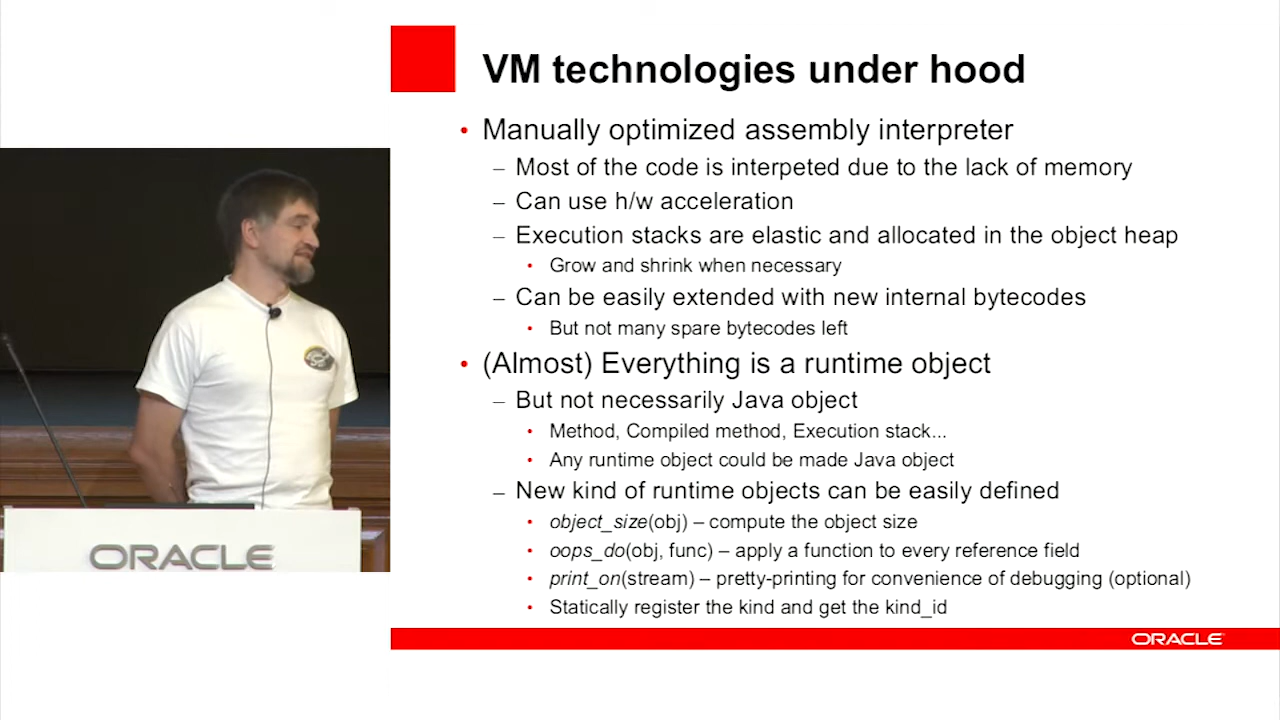 VM technologies under hood
• Manually optimized assembly interpreter
– Most of the code is interpeted due to the lack of memory
– Can use h/w acceleration
– Execution stacks are elastic and allocated in the object heap
• Grow and shrink when necessary
– Can be easily extended with new internal bytecodes
• But not many spare bytecodes left
• (Almost) Everything is a runtime object
– But not necessarily Java object
• Method, Compiled method, Execution stack...
• Any runtime object could be made Java object
– New kind of runtime objects can be easily defined
• object_size(obj) – compute the object size
• oops_do(obj, func) – apply a function to every reference field
• print_on(stream) – pretty-printing for convenience of debugging (optional)
• Statically register the kind and get the kind_id
ORACLE
ORACLE